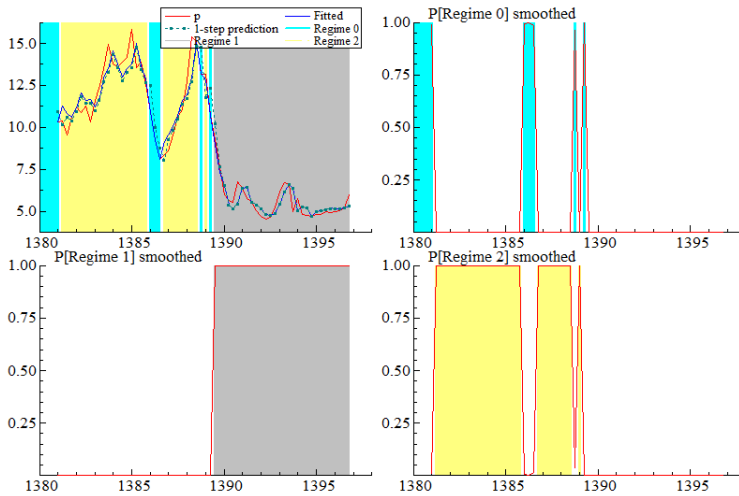 p Fitted
1-step prediction Regime 0
Regime 1 Regime 2
15.0
12.5
10.0
7.5
5.0
1380 1385 1390 1395
P[Regime 0] smoothed
1.00
0.75
0.50
0.25
1380 1385 1390 1395
P[Regime 1] smoothed
1.00
0.75
0.50
0.25
1380 1385 1390 1395
P[Regime 2] smoothed
1.00
0.75
0.50
0.25
1380 1385 1390 1395